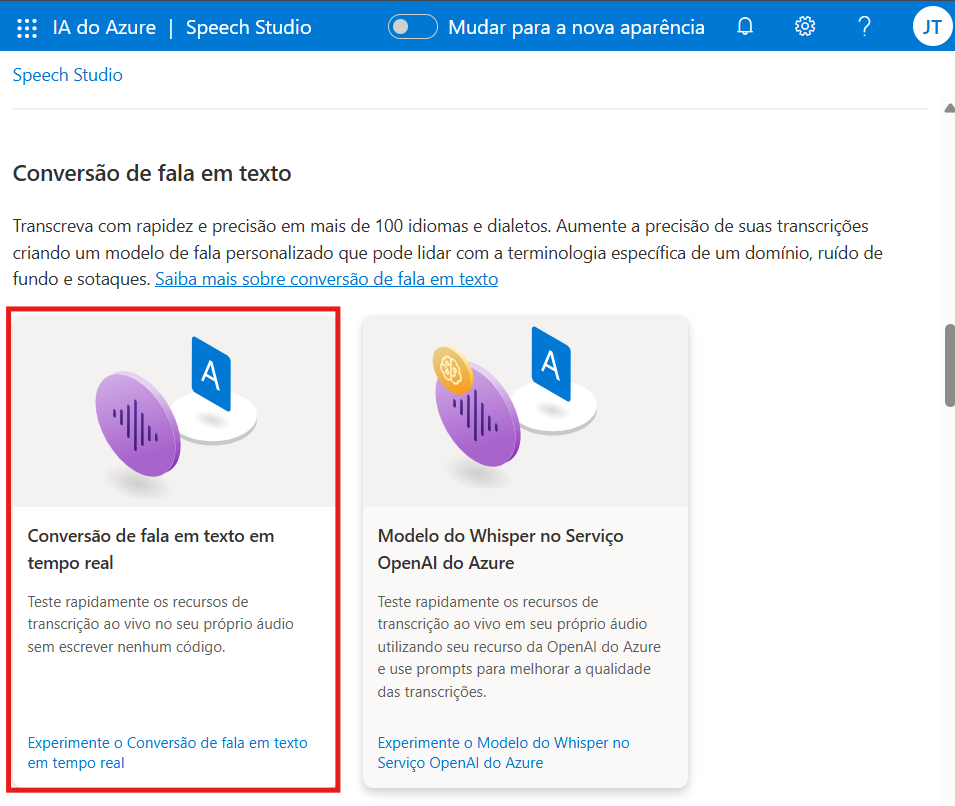 IA do Azure | Speech Studio
Mudar para a nova aparência
?
JT
Speech Studio
Conversão de fala em texto
Transcreva com rapidez e precisão em mais de 100 idiomas e dialetos. Aumente a precisão de suas transcrições
criando um modelo de fala personalizado que pode lidar com a terminologia específica de um domínio, ruído de
fundo e sotaques. Saiba mais sobre conversão de fala em texto
A
Conversão de fala em texto em
tempo real
Teste rapidamente os recursos de
transcrição ao vivo no seu próprio áudio
sem escrever nenhum código.
Experimente o Conversão de fala em texto
em tempo real
A
Modelo do Whisper no Serviço
OpenAI do Azure
Teste rapidamente os recursos de
transcrição ao vivo em seu próprio áudio
utilizando seu recurso da OpenAI do Azure
e use prompts para melhorar a qualidade
das transcrições.
Experimente o Modelo do Whisper no
Serviço OpenAI do Azure